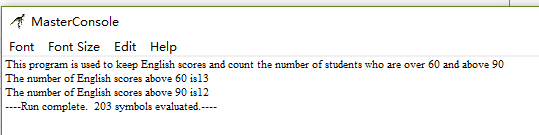 MasterConsole
Font Font Size Edit Help
This program is used to keep English scores and count the number of students who are over 60 and above 90
The number of English scores above 60 is13
The number of English scores above 90 is12
----Run complete. 203 symbols evaluated.----